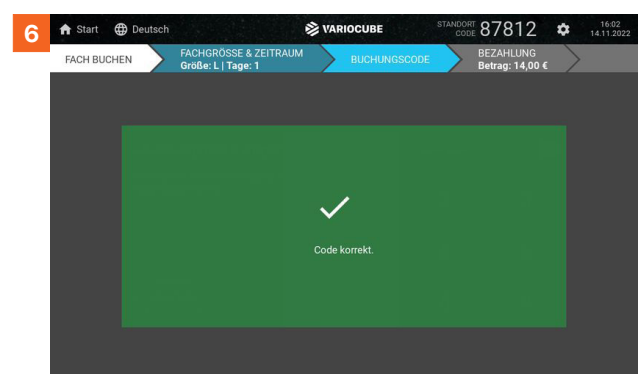 6
Start Deutsch VARIOCUBE STANDORT CODE 87812 16:02 14.11.2022
FACH BUCHEN
FACHGRÖSSE & ZEITRAUM
Größe: L | Tage: 1
BUCHUNGSCODE
BEZAHLUNG
Betrag: 14,00 €
Code korrekt.